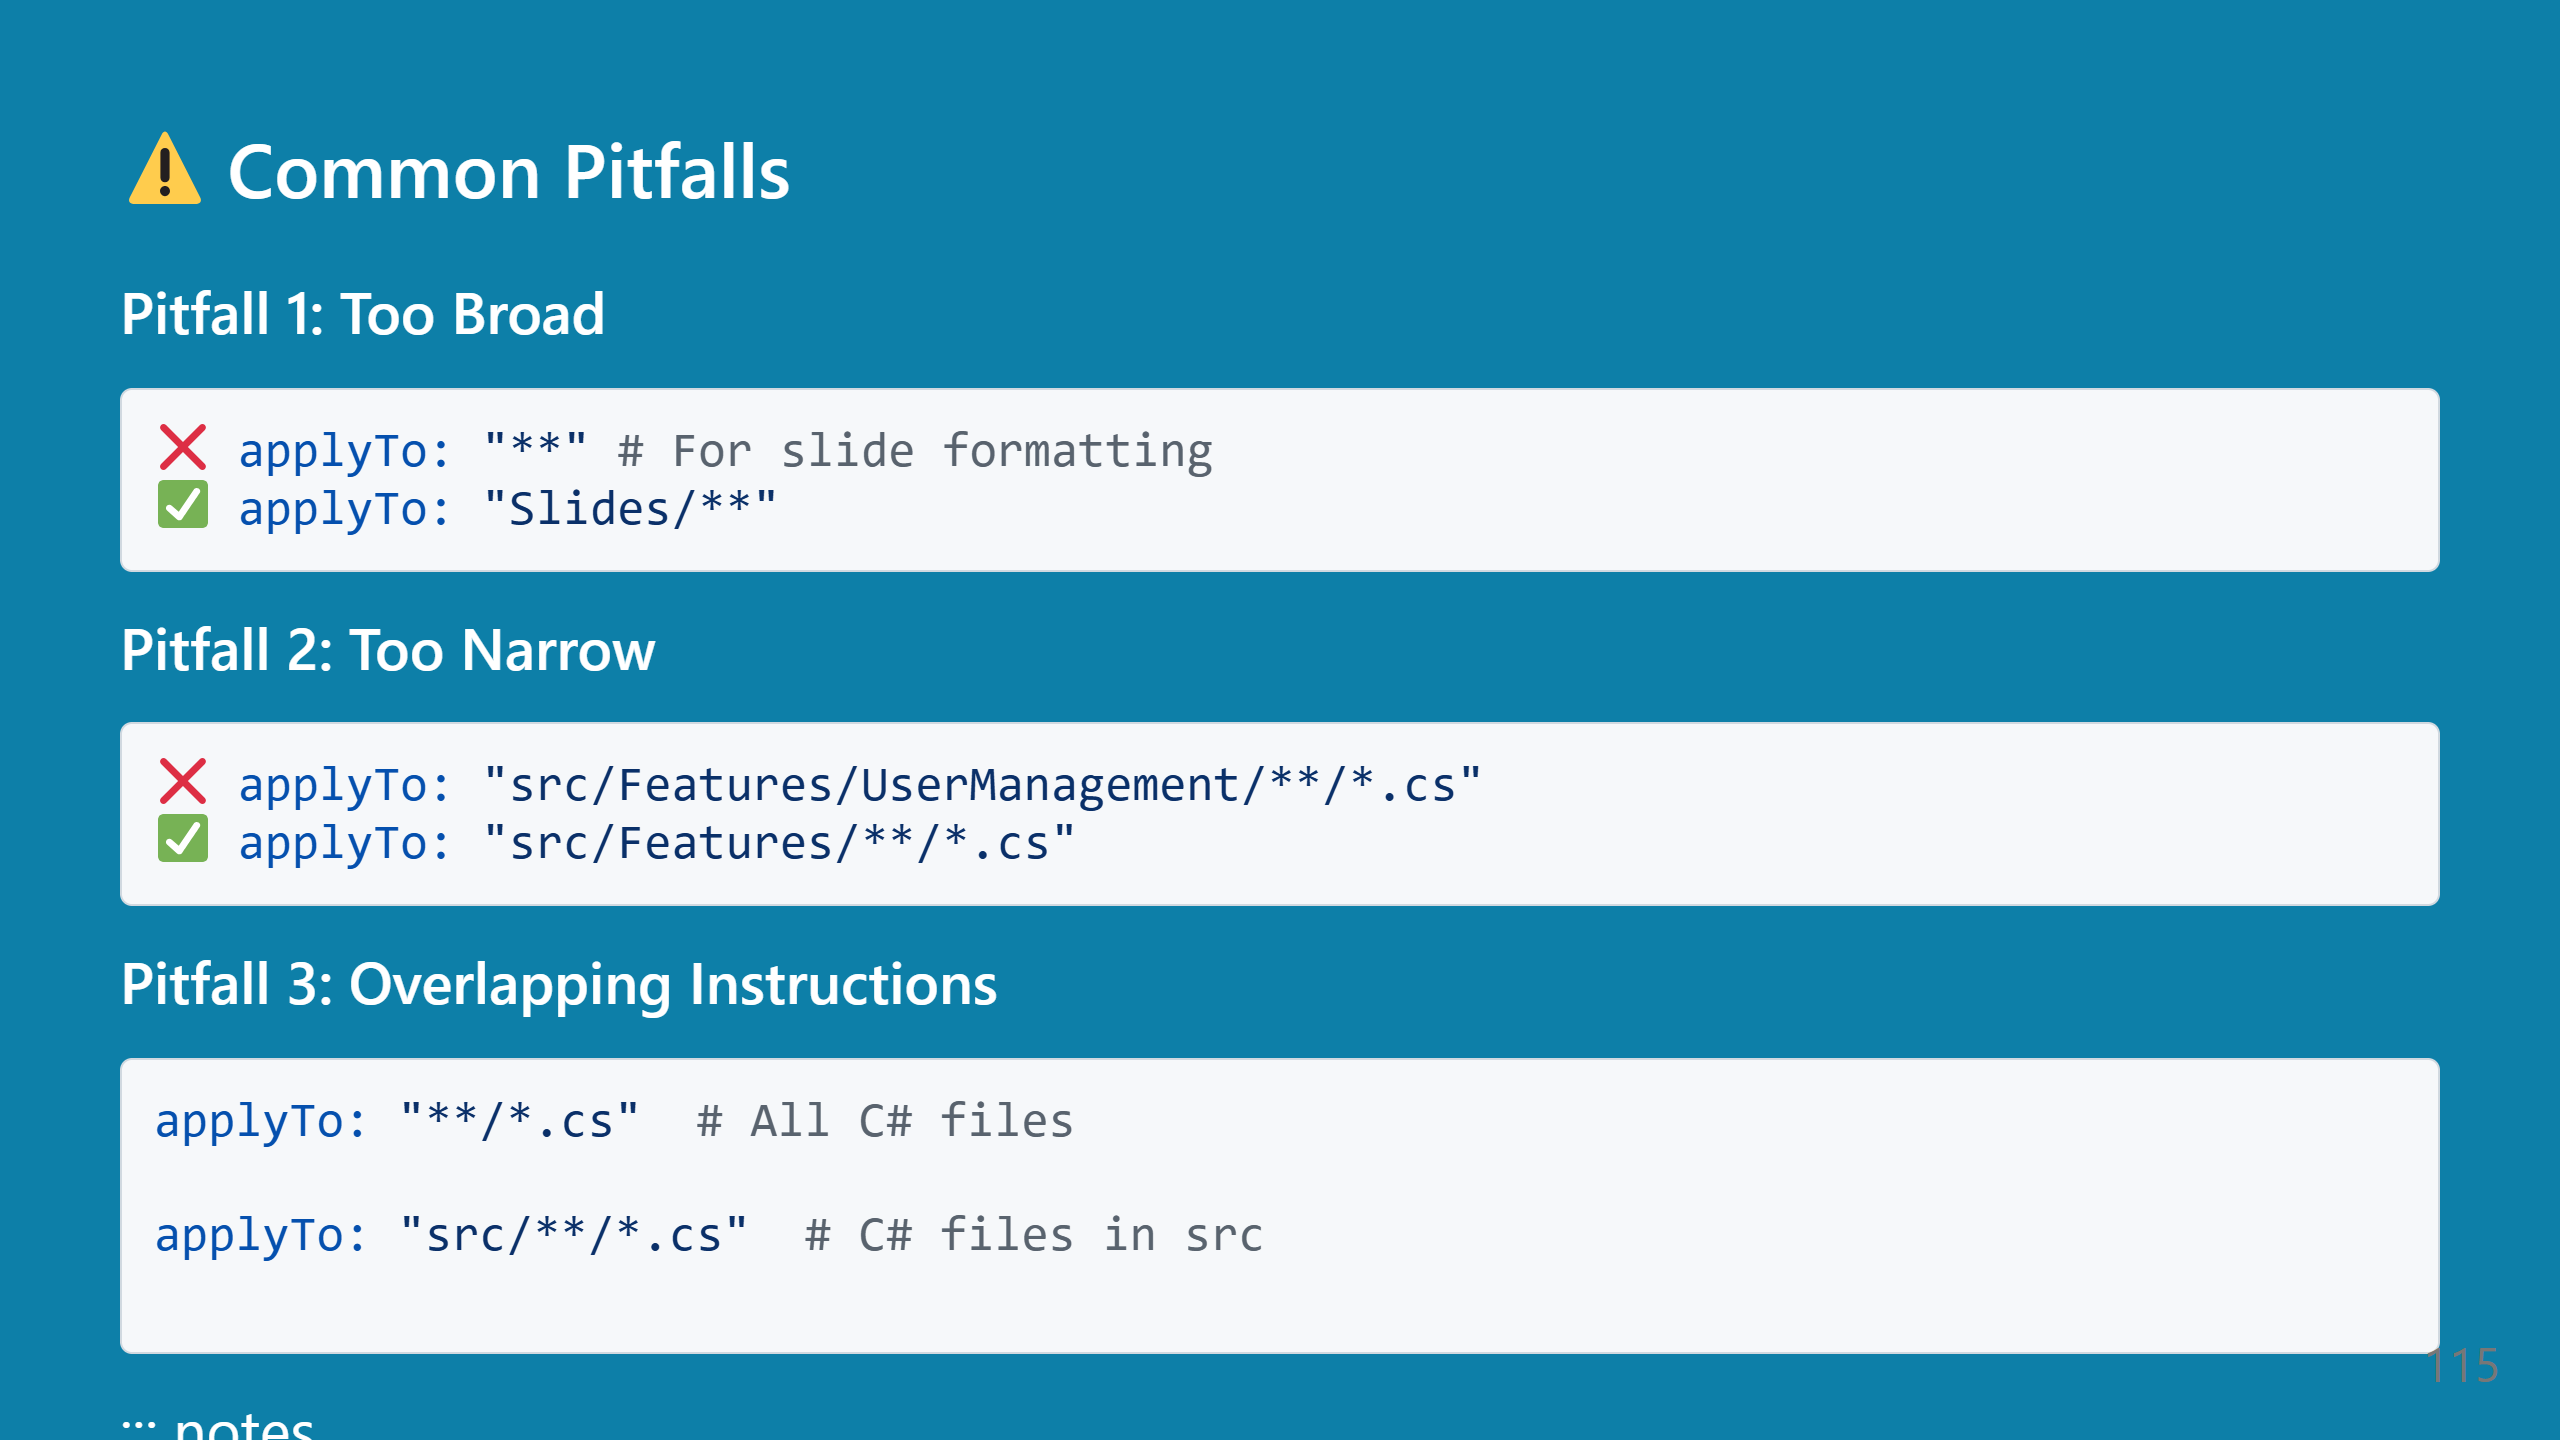 ⚠️ Common Pitfalls
Pitfall 1: Too Broad
❌ applyTo: "**" # For slide formatting
✅ applyTo: "Slides/**"
Pitfall 2: Too Narrow
❌ applyTo: "src/Features/UserManagement/**/*.cs"
✅ applyTo: "src/Features/**/*.cs"
Pitfall 3: Overlapping Instructions
applyTo: "**/*.cs"  # All C# files
applyTo: "src/**/*.cs"  # C# files in src
115
::: notes